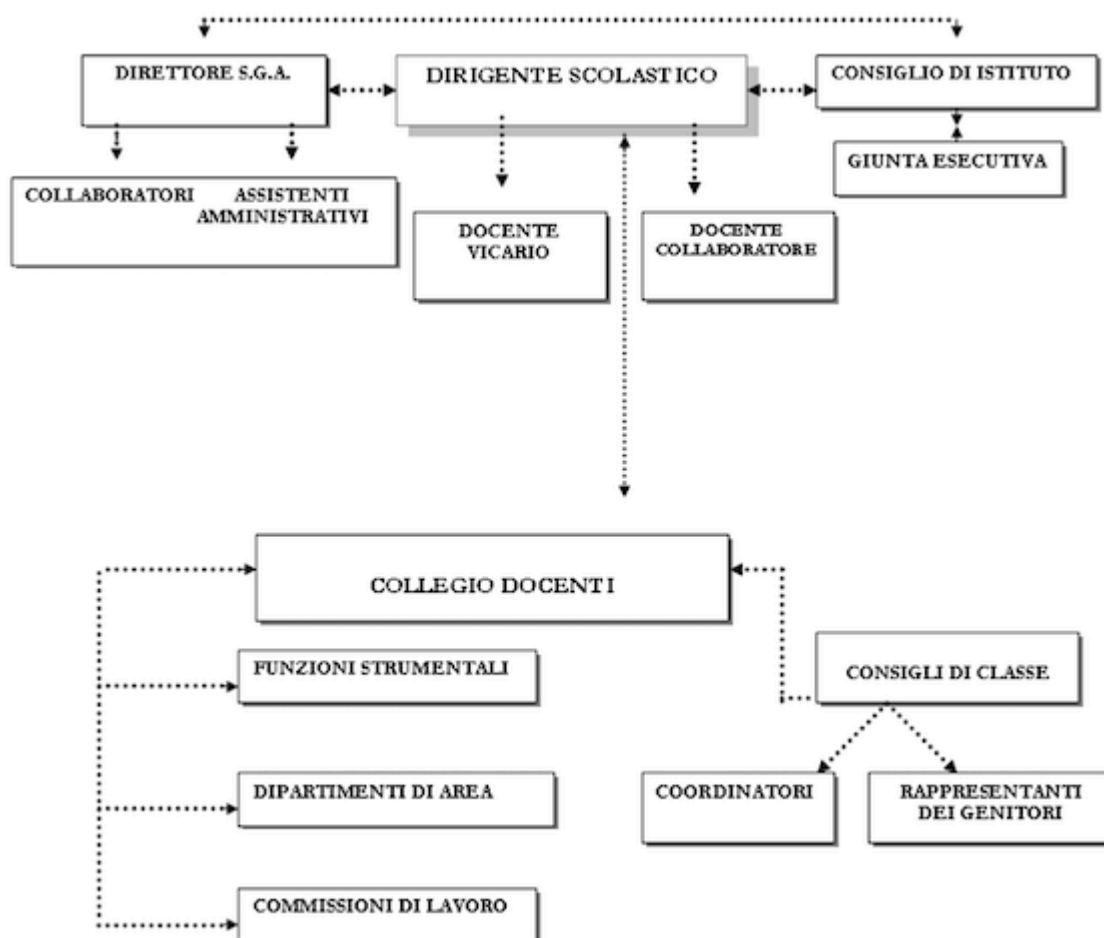 DIRETTORE S.G.A.
DIRIGENTE SCOLASTICO
CONSIGLIO DI ISTITUTO
GIUNTA ESECUTIVA
COLLABORATORI
ASSISTENTI
AMMINISTRATIVI
DOCENTE
VICARIO
DOCENTE
COLLABORATORE
COLLEGIO DOCENTI
FUNZIONI STRUMENTALI
CONSIGLI DI CLASSE
DIPARTIMENTI DI AREA
COORDINATORI
RAPPRESENTANTI
DEI GENITORI
COMMISSIONI DI LAVORO